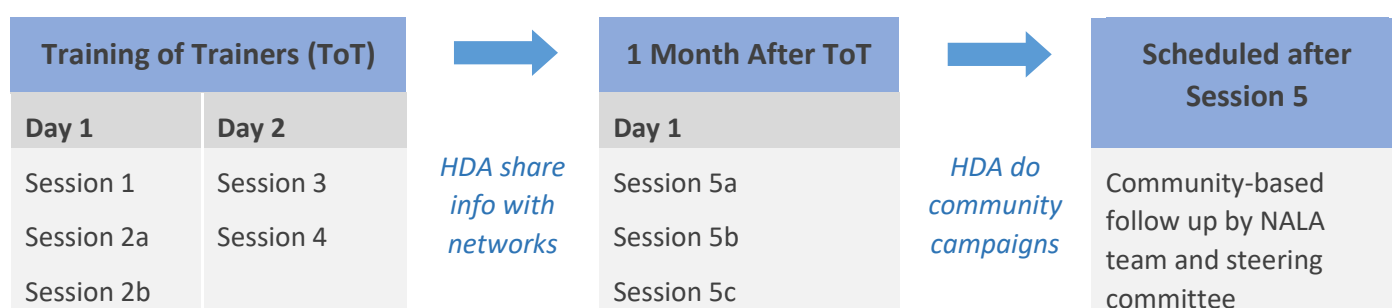 Training of Trainers (ToT)
Day 1
Day 2
Session 1
Session 3
Session 2a
Session 4
Session 2b
HDA share
info with
networks
1 Month After ToT
Day 1
Session 5a
Session 5b
Session 5c
HDA do
community
campaigns
Scheduled after
Session 5
Community-based
follow up by NALA
team and steering
committee